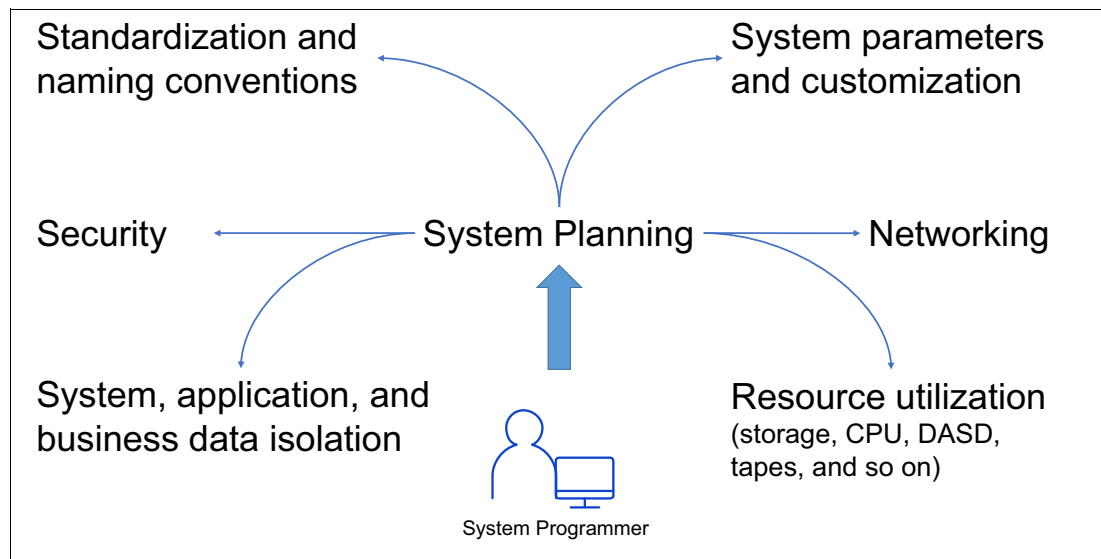 Standardization and
naming conventions
System parameters
and customization
Security
System Planning
Networking
System, application, and
business data isolation
Resource utilization
(storage, CPU, DASD,
tapes, and so on)
System Programmer